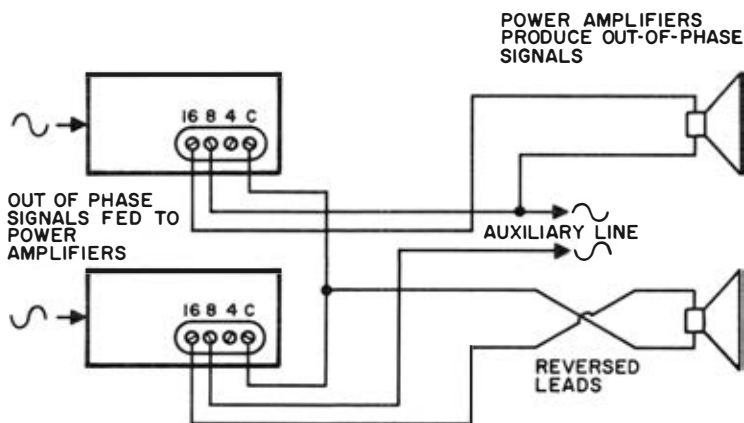 POWER AMPLIFIERS
PRODUCE OUT-OF-PHASE
SIGNALS
16 8 4 C
OUT OF PHASE
SIGNALS FED TO
POWER
AMPLIFIERS
AUXILIARY LINE
16 8 4 C
REVERSED
LEADS